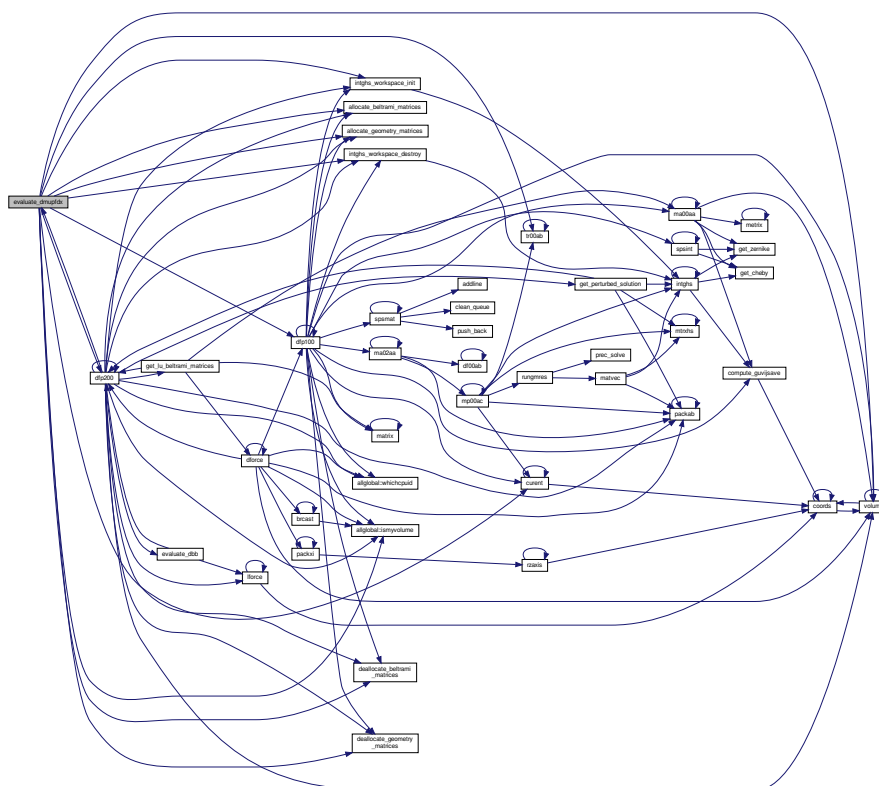 intghs_workspace_init
allocate_beltrami_matrices
allocate_geometry_matrices
intghs_workspace_destroy
evaluate_dmupfdx
ma00aa
metrix
tr00ab
spsint
get_zernike
get_cheby
addline
get_perturbed_solution
intghs
clean_queue
spsmat
push_back
mtrxhs
dfp100
ma02aa
prec_solve
df00ab
get_lu_beltrami_matrices
rungmres
matvec
compute_guvijsave
dfp200
mp00ac
packab
matrix
dforce
allglobal::whichcpuid
curent
coords
volume
brcast
allglobal::ismyvolume
evaluate_dbb
packxi
rzaxis
lforce
deallocate_beltrami
_matrices
deallocate_geometry
_matrices